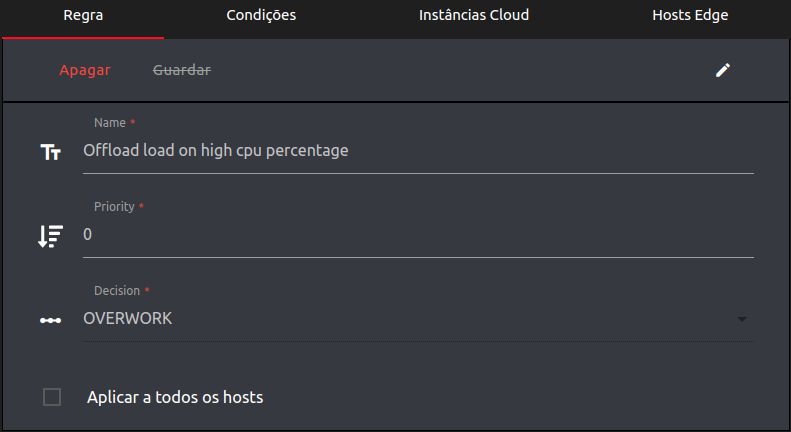 Regra Condições Instâncias Cloud Hosts Edge
Apagar Guardar
Name *
Offload load on high cpu percentage
Priority *
0
Decision *
OVERWORK
Aplicar a todos os hosts